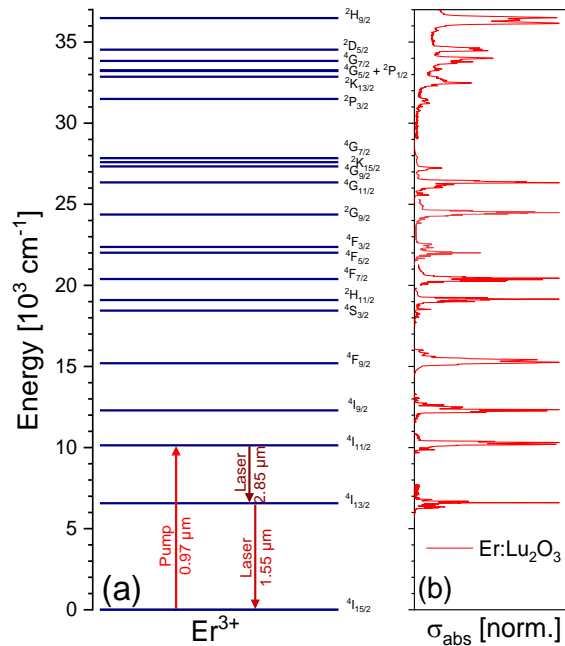 Energy [10³ cm⁻¹]
35
30
25
20
15
10
5
0
²H₉/₂
²D₅/₂
⁴G₇/₂
⁴G₅/₂ + ²P₁/₂
²K₁₃/₂
²P₃/₂
⁴G₇/₂
²K₁₅/₂
⁴G₉/₂
⁴G₁₁/₂
²G₉/₂
⁴F₃/₂
⁴F₅/₂
⁴F₇/₂
²H₁₁/₂
⁴S₃/₂
⁴F₉/₂
⁴I₉/₂
⁴I₁₁/₂
⁴I₁₃/₂
⁴I₁₅/₂
Pump
0.97 µm
Laser
2.85 µm
Laser
1.55 µm
(a)
Er³⁺
(b)
Er:Lu₂O₃
σabs [norm.]